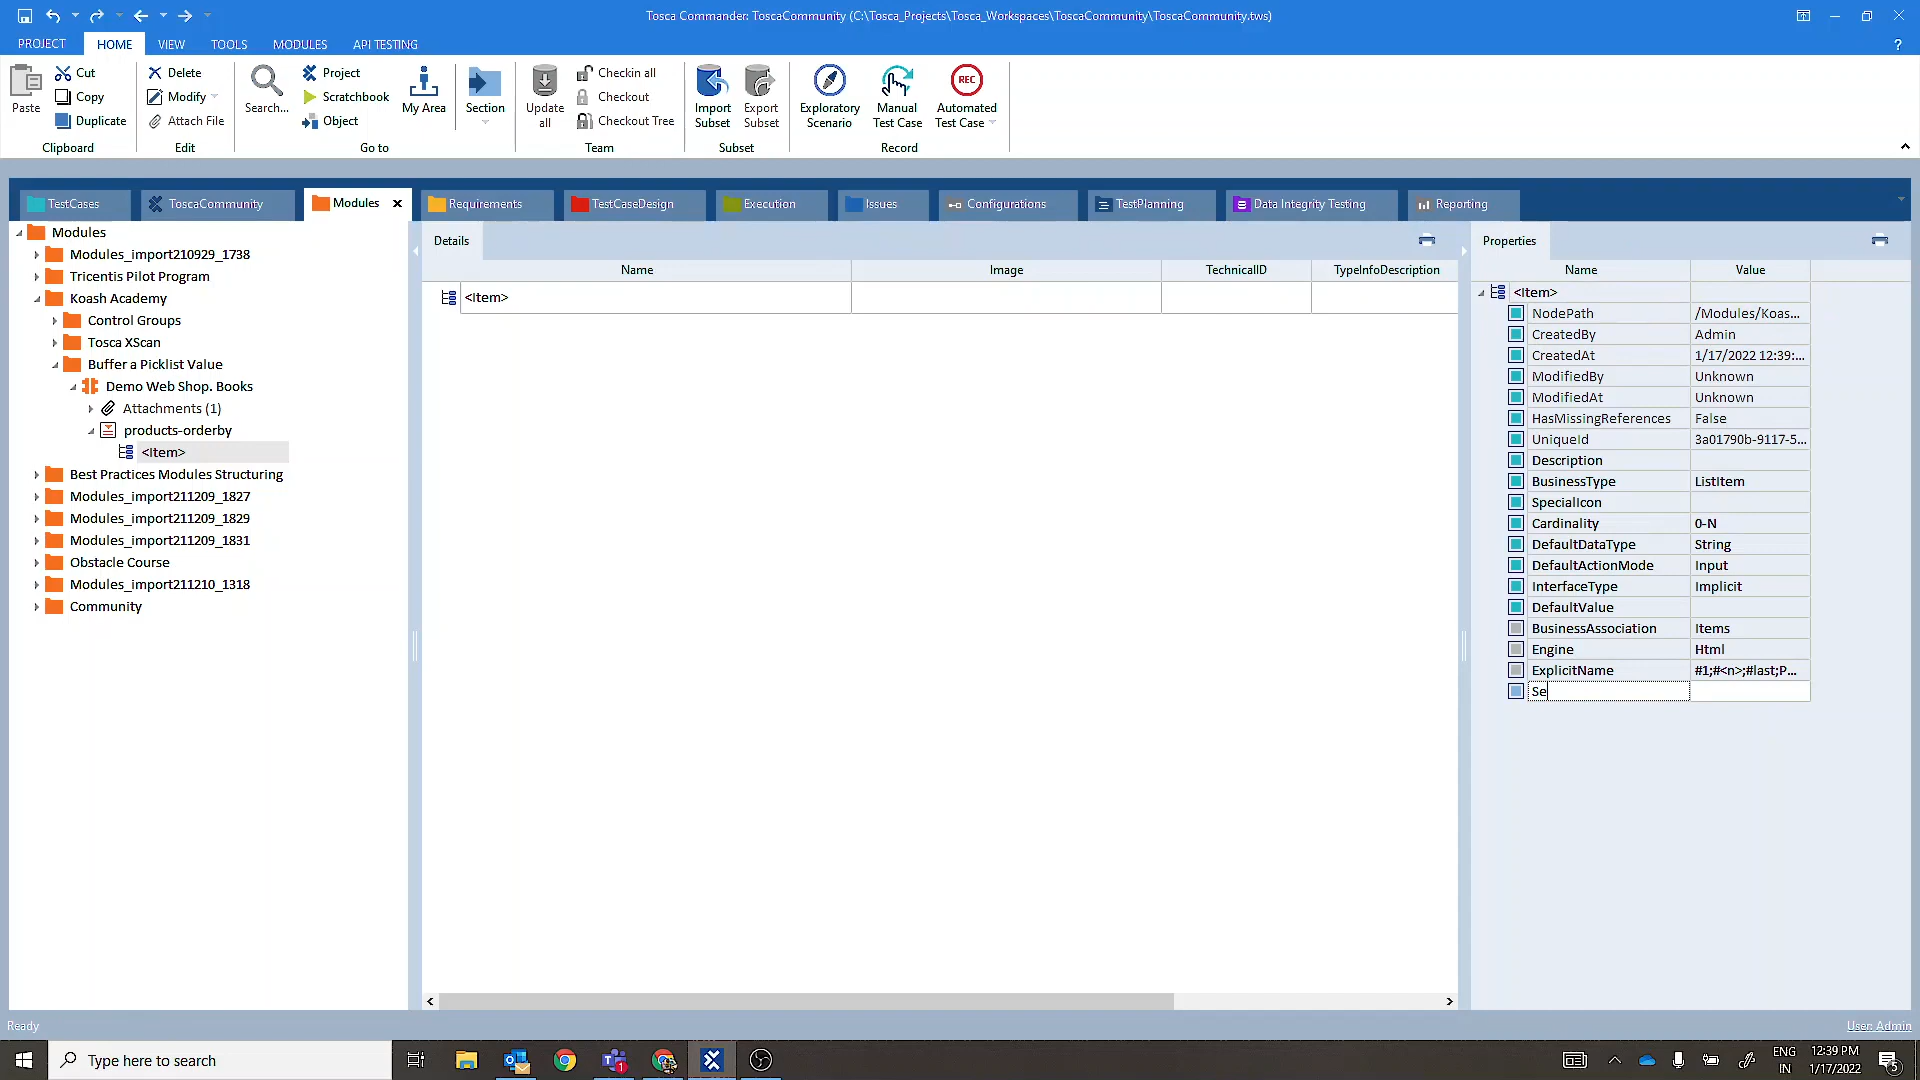 Tosca Commander: ToscaCommunity (C:\Tosca_Projects\Tosca_Workspaces\ToscaCommunity\ToscaCommunity.tws)
PROJECT HOME VIEW TOOLS MODULES API TESTING ?
Paste Cut Copy Duplicate Clipboard
Delete Modify Attach File Edit
Search... Project Scratchbook Object My Area Section Go to
Update all Checkin all Checkout Checkout Tree Team
Import Subset Export Subset Subset
Exploratory Scenario Manual Test Case REC Automated Test Case Record
TestCases ToscaCommunity Modules Requirements TestCaseDesign Execution Issues Configurations TestPlanning Data Integrity Testing Reporting
Modules
Modules_import210929_1738
Tricentis Pilot Program
Koash Academy
Control Groups
Tosca XScan
Buffer a Picklist Value
Demo Web Shop. Books
Attachments (1)
products-orderby
<Item>
Best Practices Modules Structuring
Modules_import211209_1827
Modules_import211209_1829
Modules_import211209_1831
Obstacle Course
Modules_import211210_1318
Community
Details
Name Image TechnicalID TypeInfoDescription
<Item>
Properties
Name Value
<Item>
NodePath /Modules/Koas...
CreatedBy Admin
CreatedAt 1/17/2022 12:39:...
ModifiedBy Unknown
ModifiedAt Unknown
HasMissingReferences False
UniqueId 3a01790b-9117-5...
Description
BusinessType ListItem
SpecialIcon
Cardinality 0-N
DefaultDataType String
DefaultActionMode Input
InterfaceType Implicit
DefaultValue
BusinessAssociation Items
Engine Html
ExplicitName #1;#<n>;#last;P...
Se
Ready User: Admin
Type here to search
1
ENG
IN
12:39 PM
1/17/2022
5